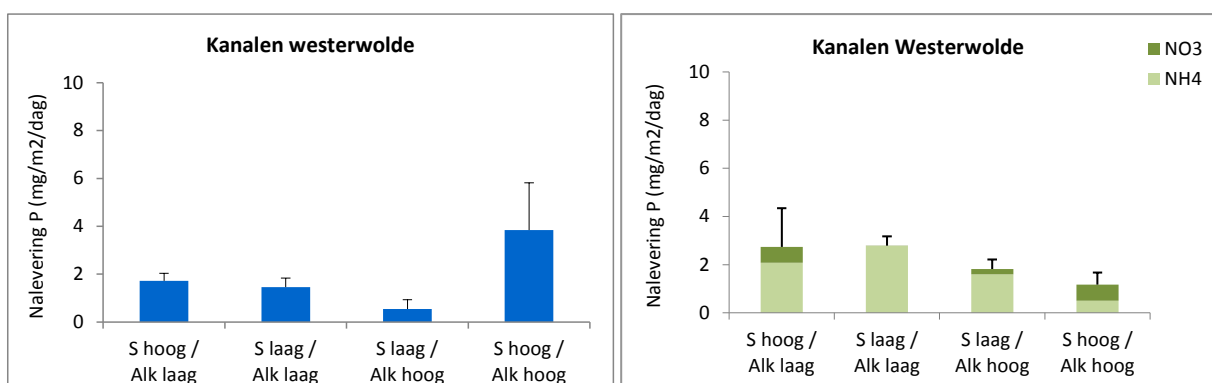 Kanalen westerwolde
Nalevering P (mg/m2/dag)
10
8
6
4
2
0
S hoog /
Alk laag
S laag /
Alk laag
S laag /
Alk hoog
S hoog /
Alk hoog
Kanalen Westerwolde
NO3
NH4
Nalevering P (mg/m2/dag)
10
8
6
4
2
0
S hoog /
Alk laag
S laag /
Alk laag
S laag /
Alk hoog
S hoog /
Alk hoog